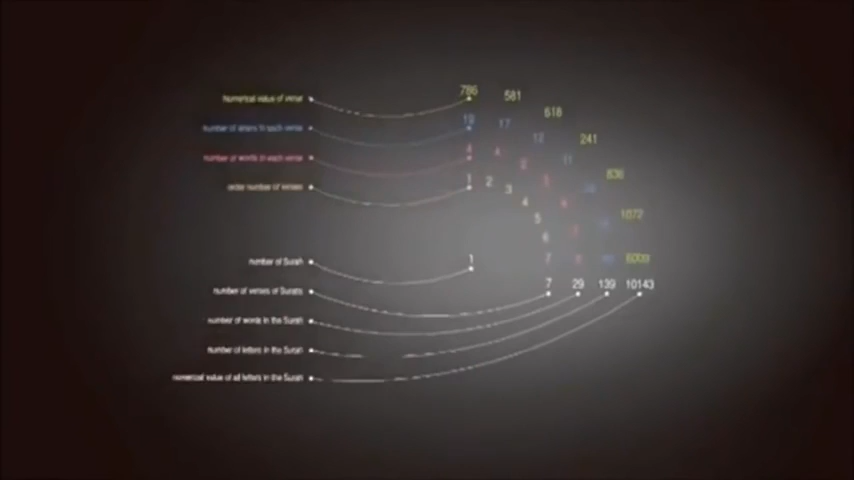 numerical value of verse 786 581 618 241 836 1072 6009
number of letters in each verse 19 17 12 11
number of words in each verse 4 4 2
order number of verses 1 2 3 4 5 6 7
number of Surah 1
number of verses of Surahs 7
number of words in the Surah 29
number of letters in the Surah 139
numerical value of all letters in the Surah 10143